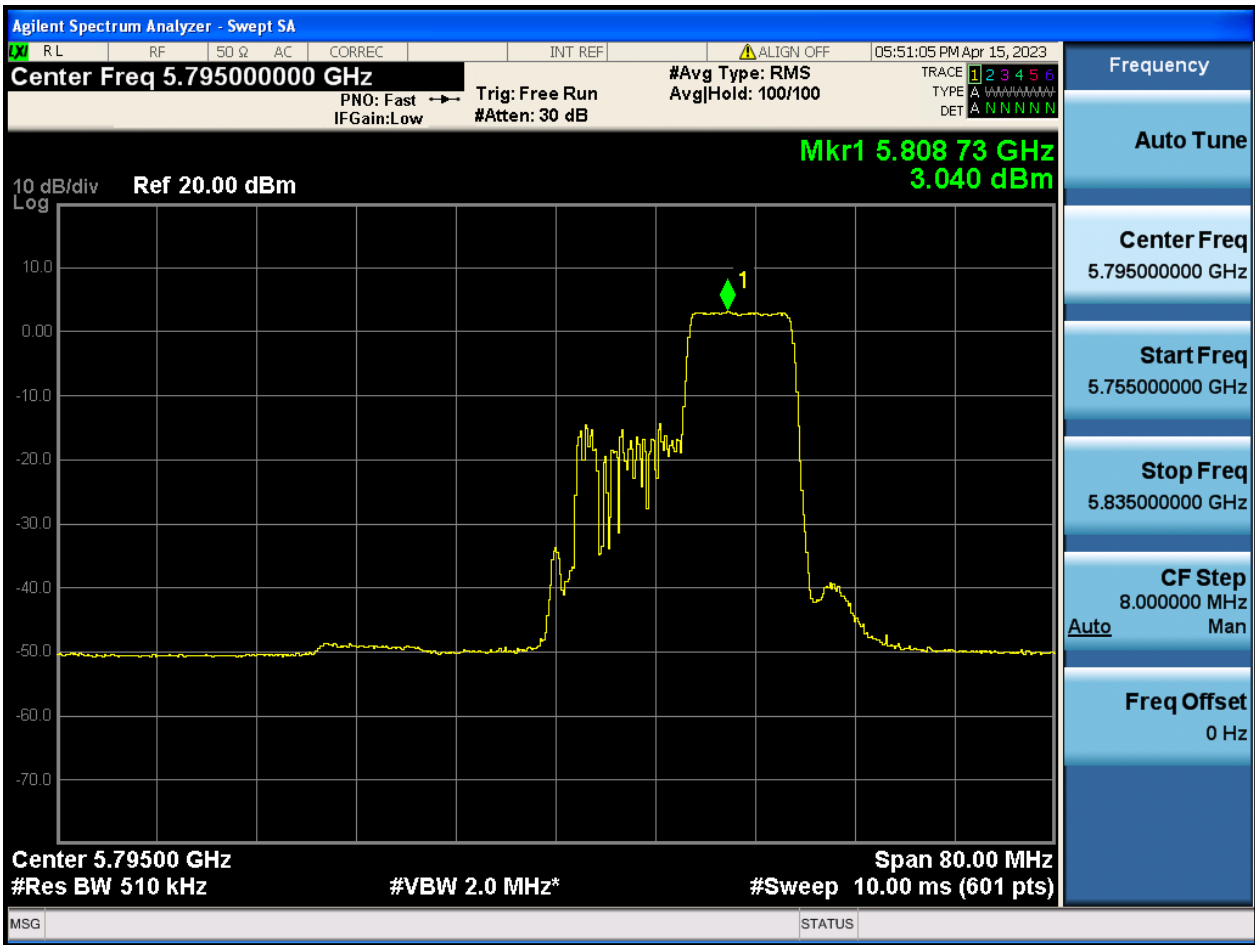 Agilent Spectrum Analyzer - Swept SA
LXI RL RF 50 Ω AC CORREC INT REF ALIGN OFF 05:51:05 PM Apr 15, 2023
Center Freq 5.795000000 GHz
PNO: Fast
IFGain:Low
Trig: Free Run
#Atten: 30 dB
#Avg Type: RMS
Avg|Hold: 100/100
TRACE 1 2 3 4 5 6
TYPE A WWWWW
DET A N N N N N
Mkr1 5.808 73 GHz
3.040 dBm
10 dB/div Ref 20.00 dBm
Log
10.0
0.00
-10.0
-20.0
-30.0
-40.0
-50.0
-60.0
-70.0
1
Center 5.79500 GHz Span 80.00 MHz
#Res BW 510 kHz #VBW 2.0 MHz* #Sweep 10.00 ms (601 pts)
MSG STATUS
Frequency
Auto Tune
Center Freq
5.795000000 GHz
Start Freq
5.755000000 GHz
Stop Freq
5.835000000 GHz
CF Step
8.000000 MHz
Auto Man
Freq Offset
0 Hz